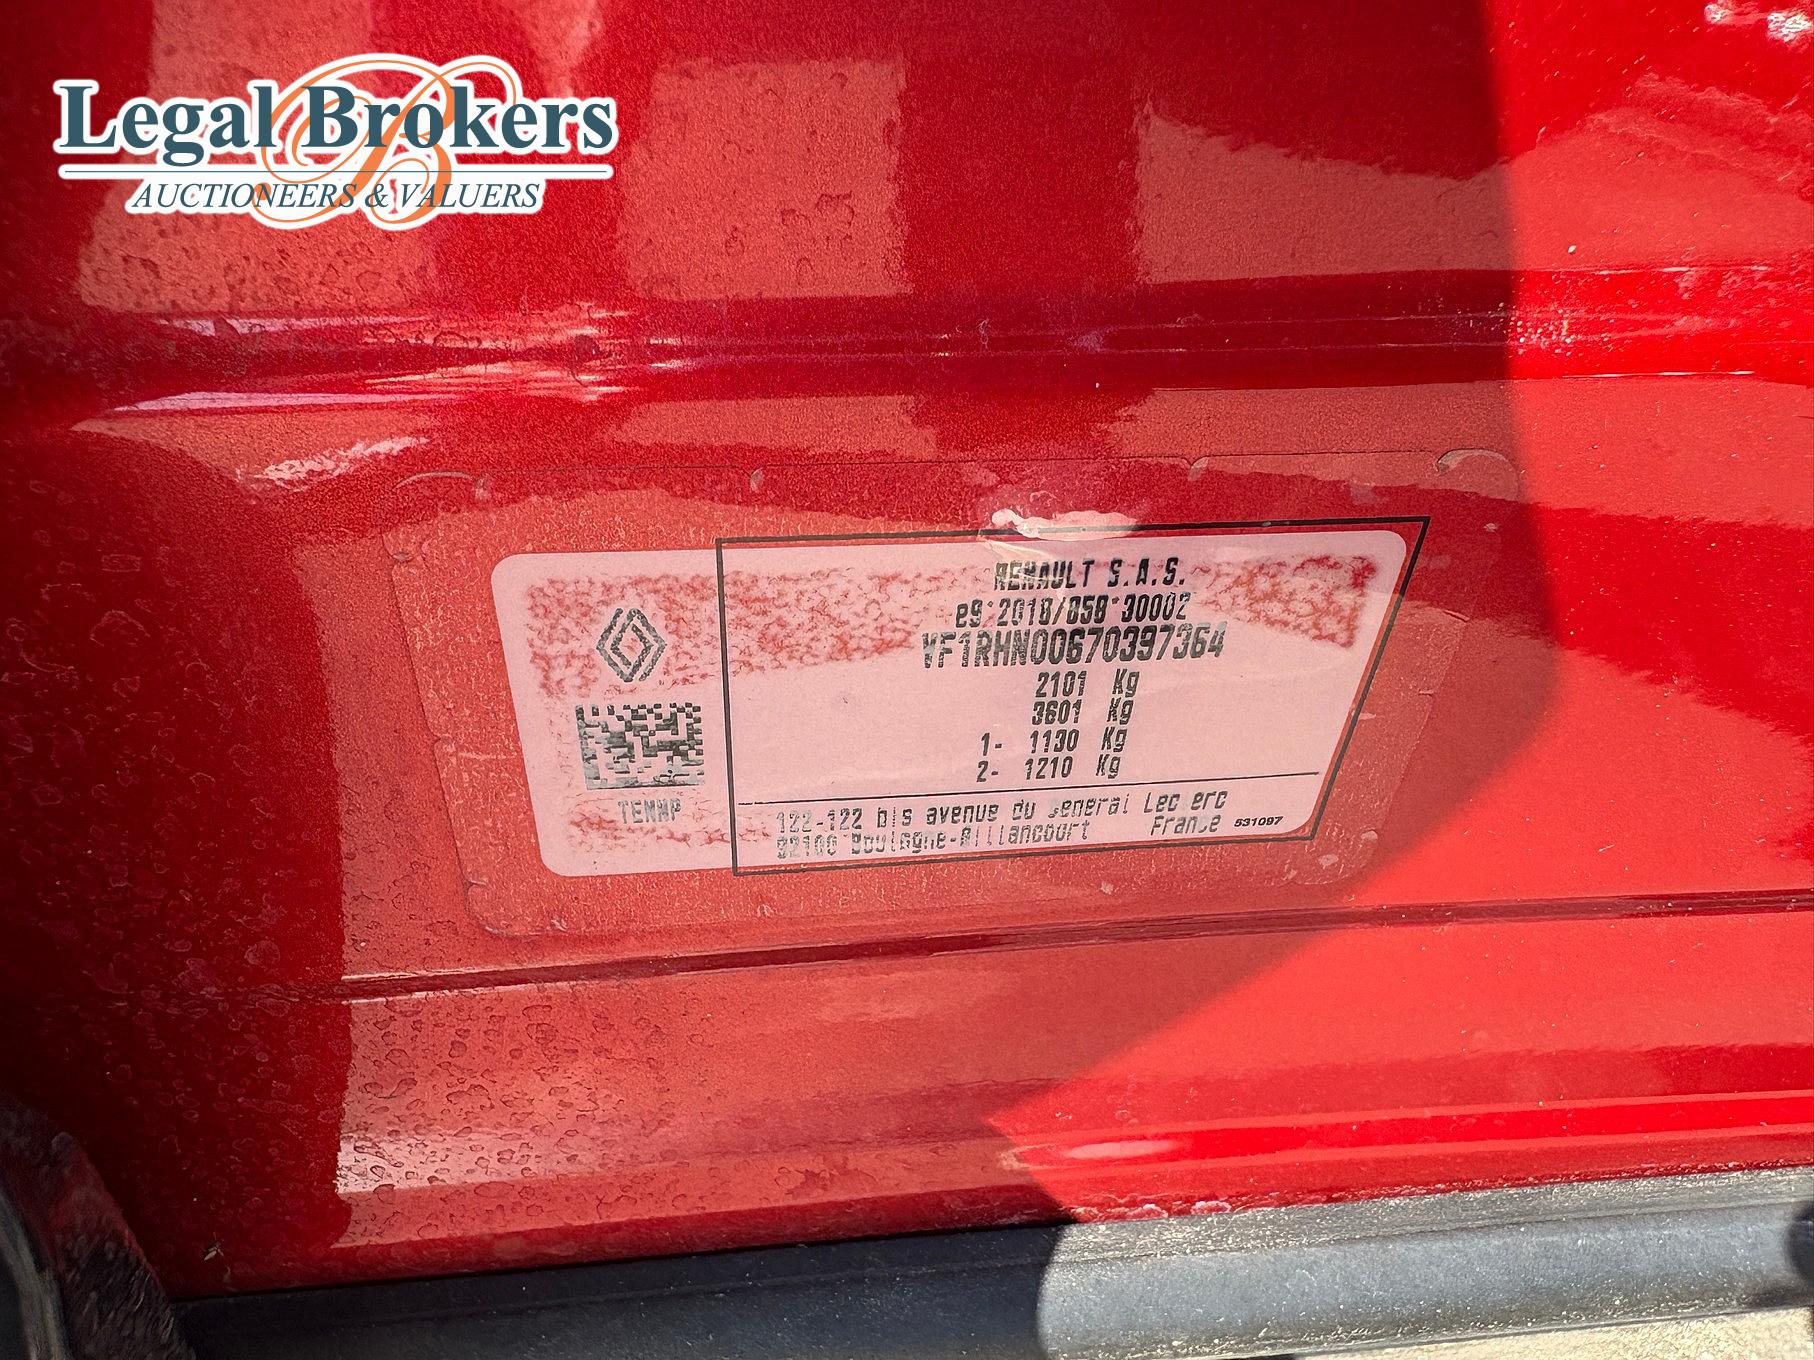 Legal Brokers
AUCTIONEERS & VALUERS
RENAULT S.A.S.
e9*2018/858*30002
VF1RHN00670397364
2101 Kg
3601 Kg
1- 1130 Kg
2- 1210 Kg
TENNP
122-122 bis avenue du General Leclerc
92100 Boulogne-Billancourt France 531097